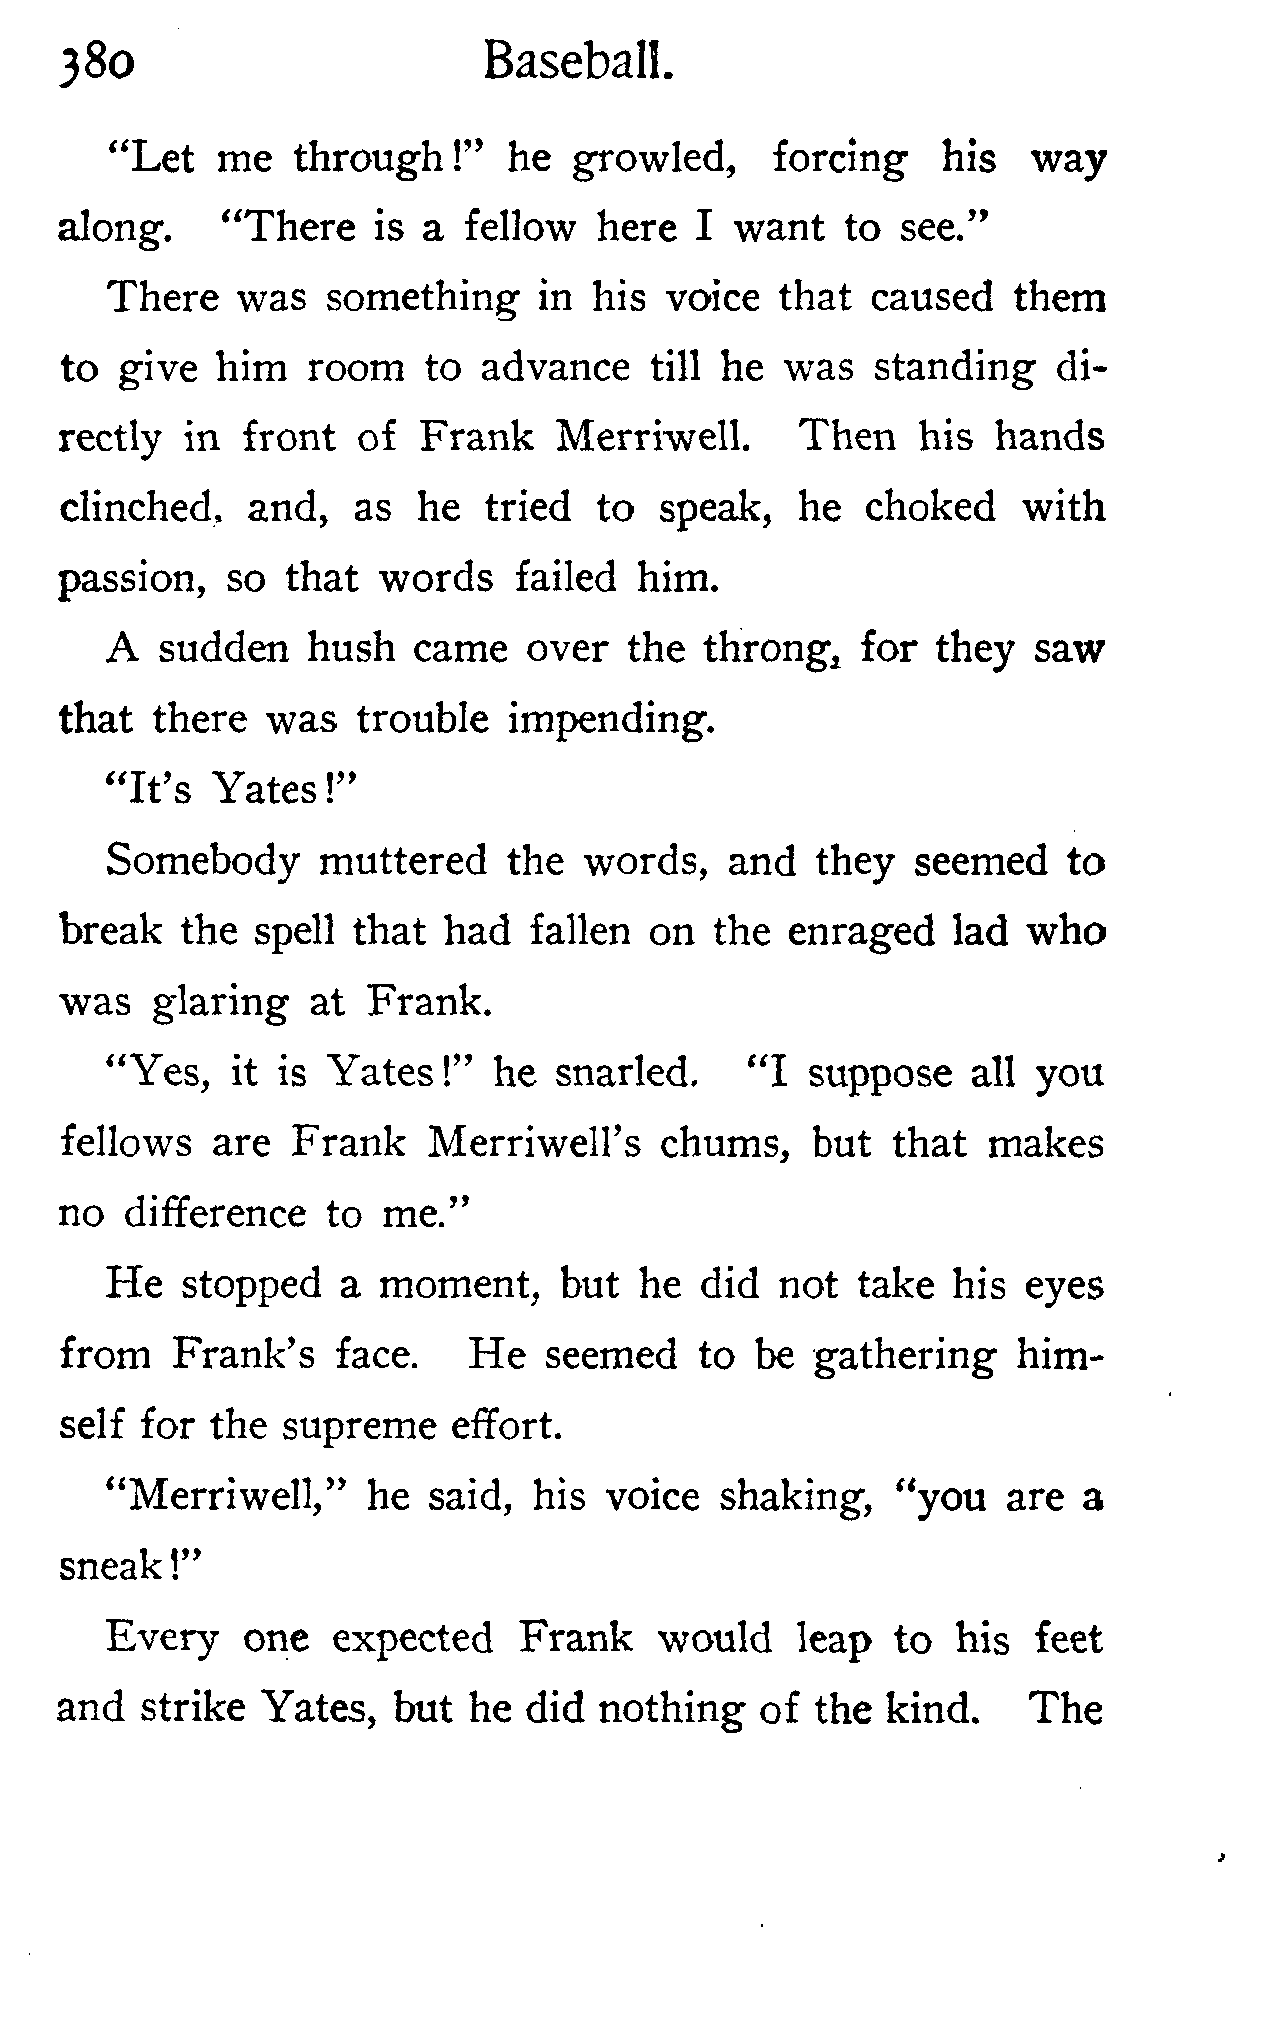 380 Baseball.
"Let me through!" he growled, forcing his way
along. "There is a fellow here I want to see."
There was something in his voice that caused them
to give him room to advance till he was standing di-
rectly in front of Frank Merriwell. Then his hands
clinched, and, as he tried to speak, he choked with
passion, so that words failed him.
A sudden hush came over the throng, for they saw
that there was trouble impending.
"It's Yates!"
Somebody muttered the words, and they seemed to
break the spell that had fallen on the enraged lad who
was glaring at Frank.
"Yes, it is Yates!" he snarled. "I suppose all you
fellows are Frank Merriwell's chums, but that makes
no difference to me."
He stopped a moment, but he did not take his eyes
from Frank's face. He seemed to be gathering him-
self for the supreme effort.
"Merriwell," he said, his voice shaking, "you are a
sneak!"
Every one expected Frank would leap to his feet
and strike Yates, but he did nothing of the kind. The